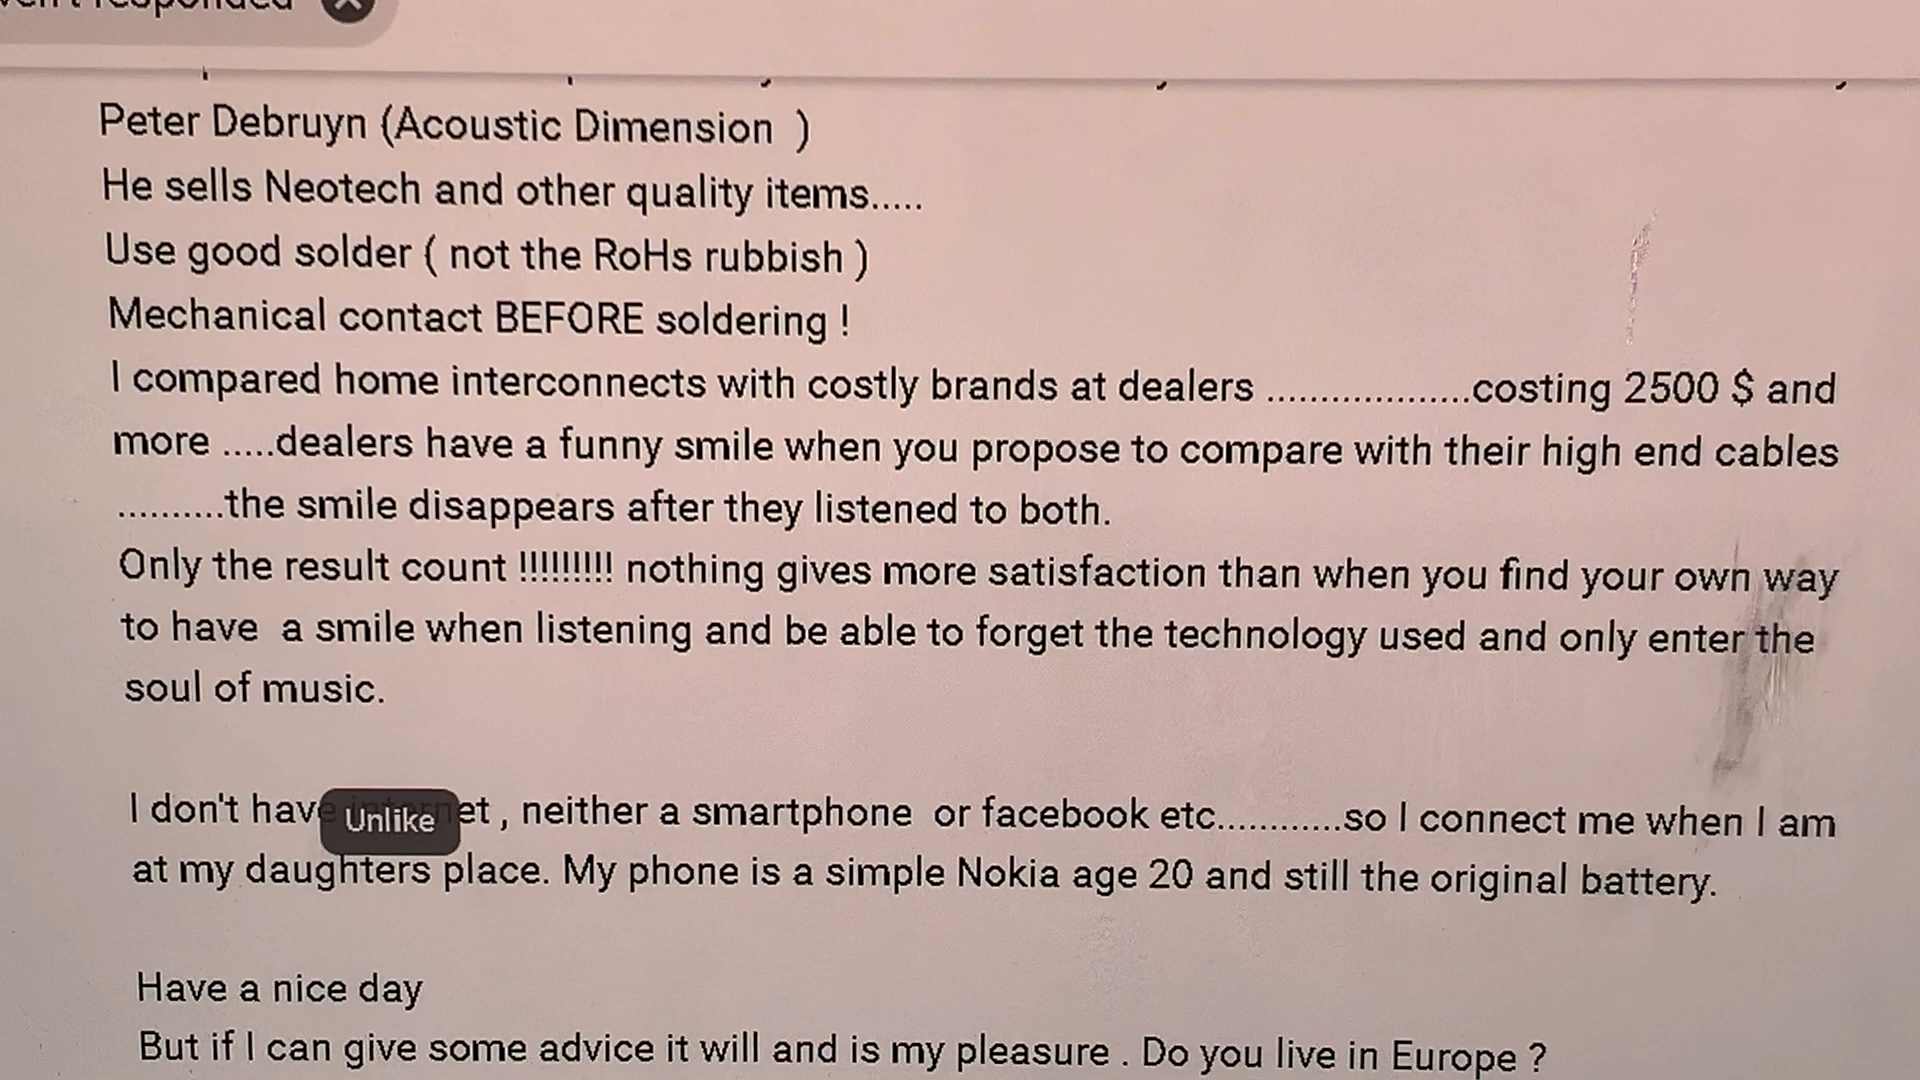 responded
Peter Debruyn (Acoustic Dimension  )
He sells Neotech and other quality items.....
Use good solder ( not the RoHs rubbish )
Mechanical contact BEFORE soldering !
I compared home interconnects with costly brands at dealers ...................costing 2500 $ and
more .....dealers have a funny smile when you propose to compare with their high end cables
..........the smile disappears after they listened to both.
Only the result count !!!!!!!!! nothing gives more satisfaction than when you find your own way
to have  a smile when listening and be able to forget the technology used and only enter the
soul of music.
I don't have internet , neither a smartphone  or facebook etc............so I connect me when I am
Unlike
at my daughters place. My phone is a simple Nokia age 20 and still the original battery.
Have a nice day
But if I can give some advice it will and is my pleasure . Do you live in Europe ?